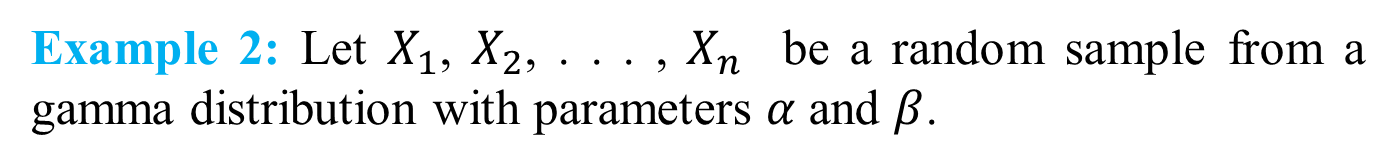 Example 2: Let X₁, X₂, . . . , Xₙ be a random sample from a
gamma distribution with parameters α and β.